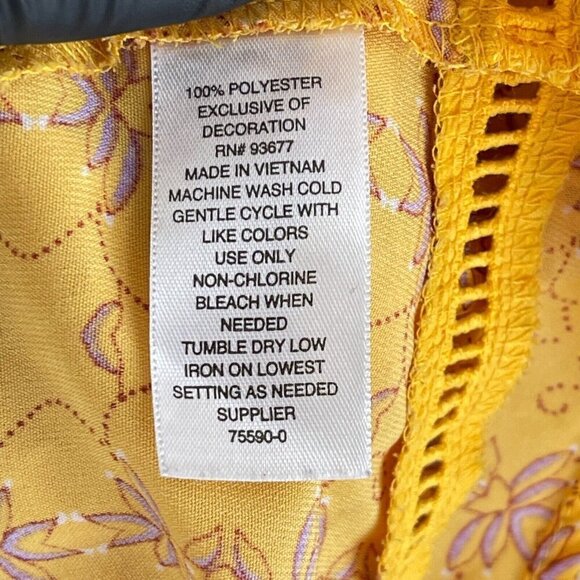 100% POLYESTER
EXCLUSIVE OF
DECORATION
RN# 93677
MADE IN VIETNAM
MACHINE WASH COLD
GENTLE CYCLE WITH
LIKE COLORS
USE ONLY
NON-CHLORINE
BLEACH WHEN
NEEDED
TUMBLE DRY LOW
IRON ON LOWEST
SETTING AS NEEDED
SUPPLIER
75590-0